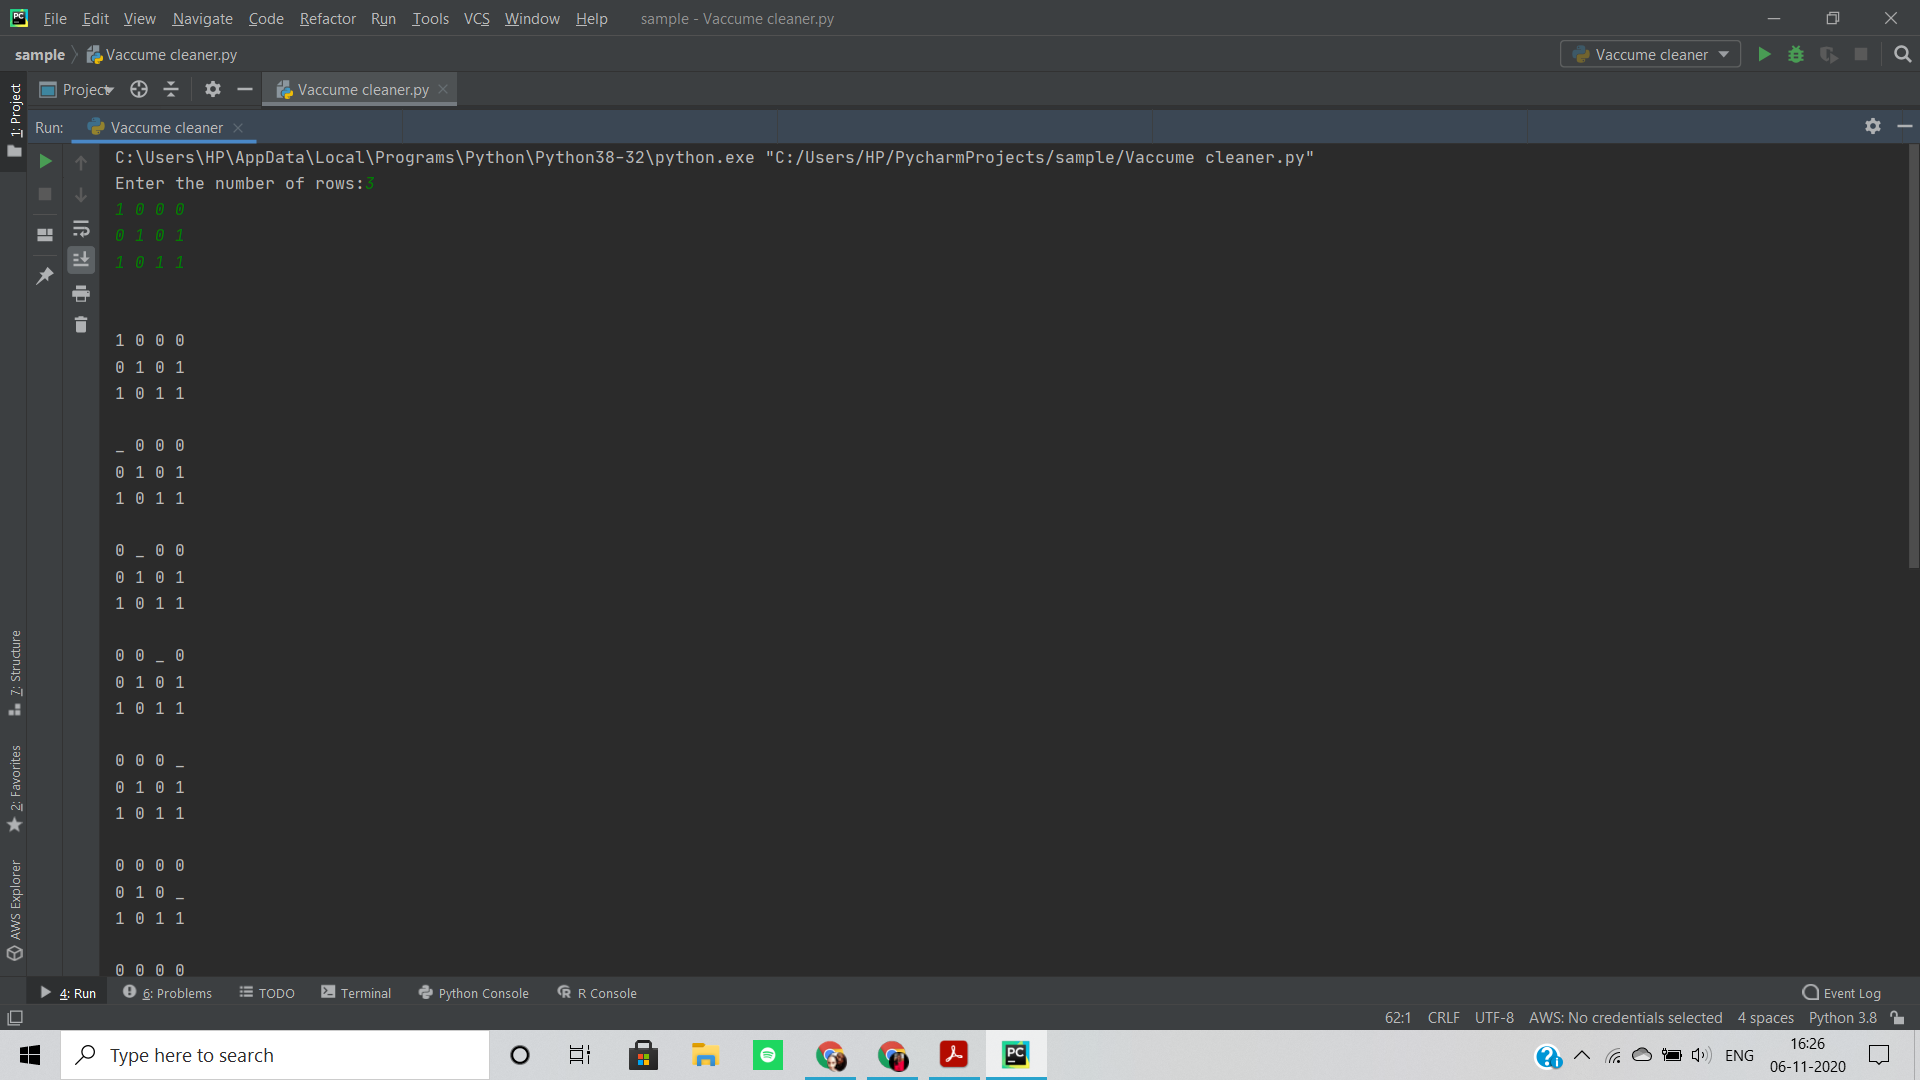 File Edit View Navigate Code Refactor Run Tools VCS Window Help sample - Vaccume cleaner.py
sample Vaccume cleaner.py Vaccume cleaner
1: Project Project Vaccume cleaner.py
Run: Vaccume cleaner
C:\Users\HP\AppData\Local\Programs\Python\Python38-32\python.exe "C:/Users/HP/PycharmProjects/sample/Vaccume cleaner.py"
Enter the number of rows:3
1 0 0 0
0 1 0 1
1 0 1 1
1 0 0 0
0 1 0 1
1 0 1 1
_ 0 0 0
0 1 0 1
1 0 1 1
0 _ 0 0
0 1 0 1
1 0 1 1
0 0 _ 0
0 1 0 1
1 0 1 1
0 0 0 _
0 1 0 1
1 0 1 1
0 0 0 0
0 1 0 _
1 0 1 1
0 0 0 0
7: Structure
2: Favorites
AWS Explorer
4: Run 6: Problems TODO Terminal Python Console R Console Event Log
62:1 CRLF UTF-8 AWS: No credentials selected 4 spaces Python 3.8
Type here to search ENG 16:26
06-11-2020